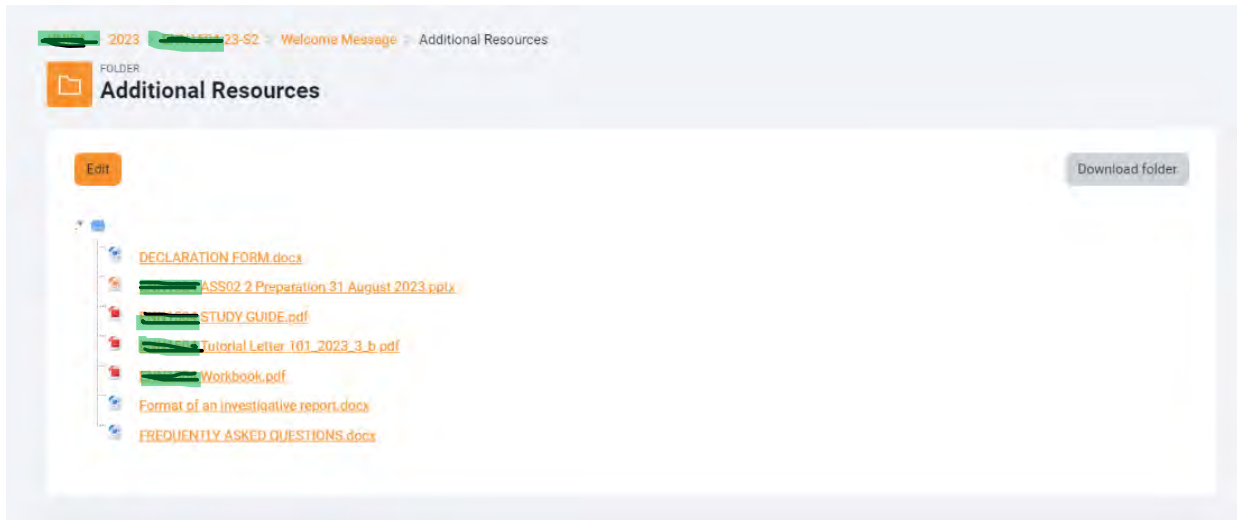 2023 23-S2 Welcome Message Additional Resources
FOLDER
Additional Resources
Edit
Download folder
DECLARATION FORM.docx
ASS02 2 Preparation 31 August 2023.pptx
STUDY GUIDE.pdf
Tutorial Letter 101_2023_3_b.pdf
Workbook.pdf
Format of an investigative report.docx
FREQUENTLY ASKED QUESTIONS.docx